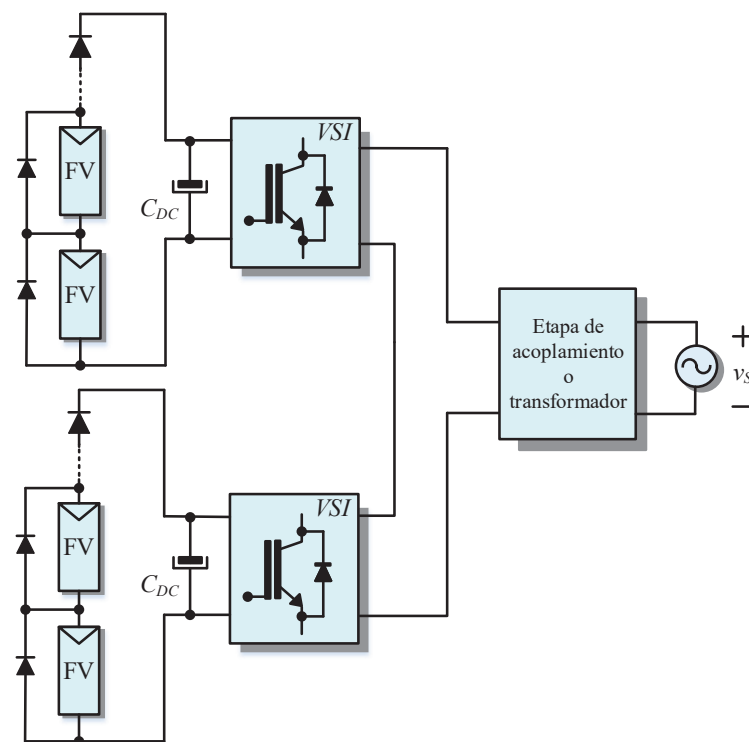 VSI
FV
C_DC
FV
Etapa de
acoplamiento
o
transformador
+
v_S
−
VSI
FV
C_DC
FV